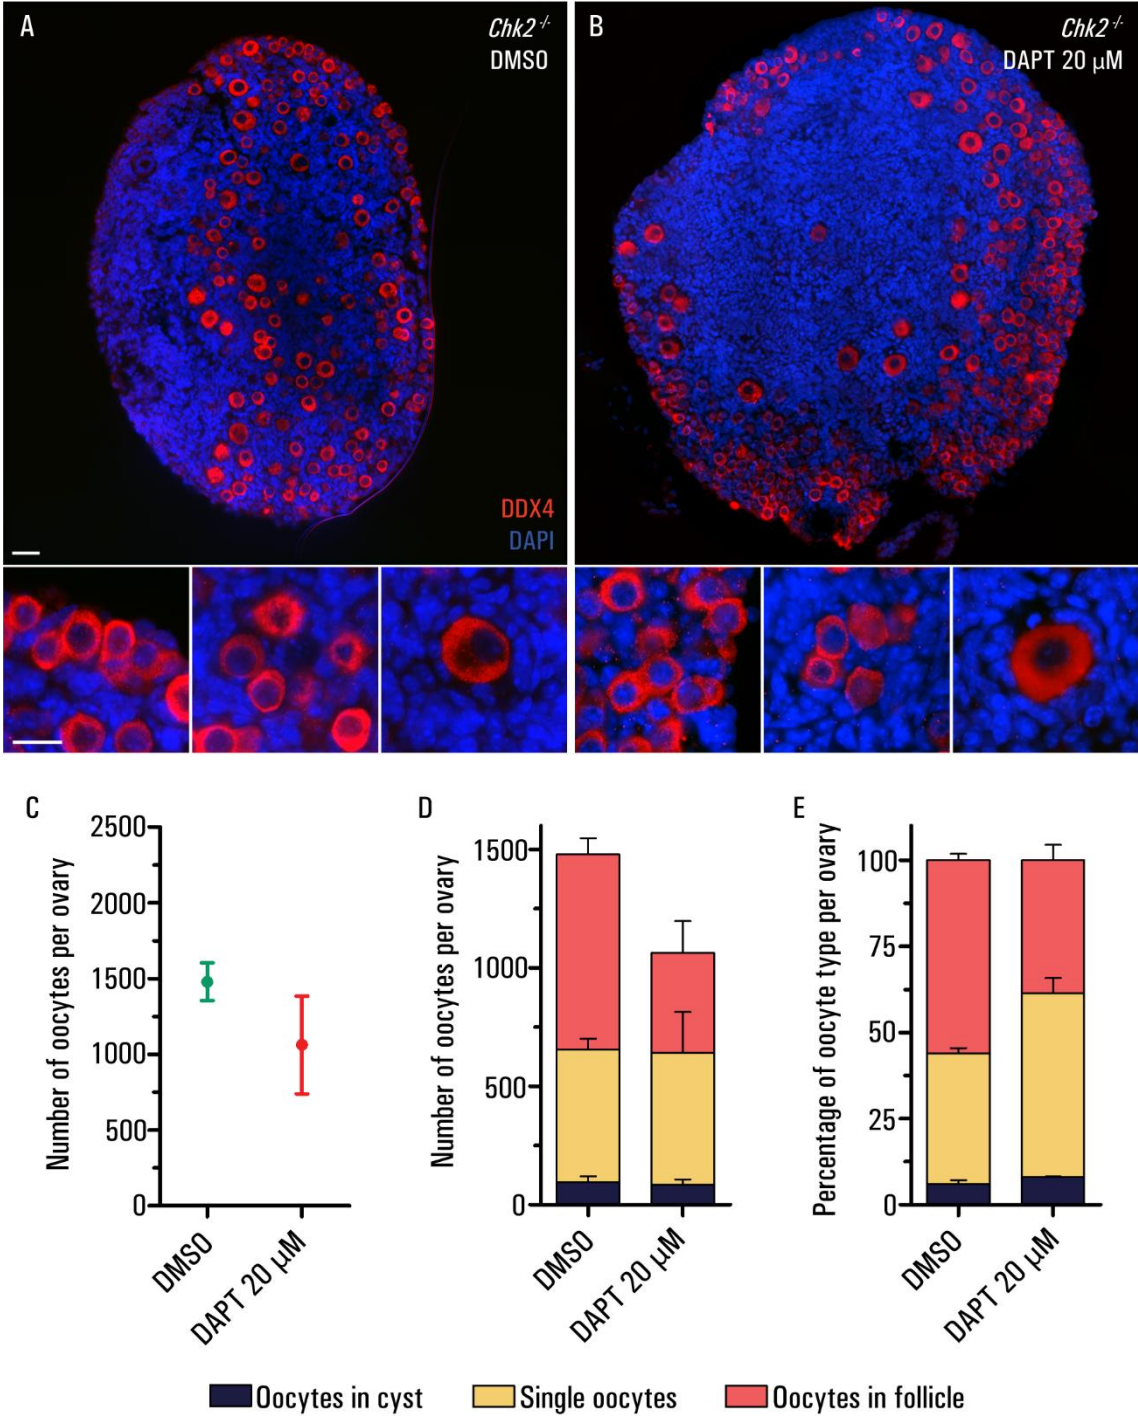 A
Chk2 -/-
DMSO
DDX4
DAPI
B
Chk2 -/-
DAPT 20 µM
C
Number of oocytes per ovary
2500
2000
1500
1000
500
0
DMSO
DAPT 20 µM
D
Number of oocytes per ovary
1500
1000
500
0
DMSO
DAPT 20 µM
E
Percentage of oocyte type per ovary
100
75
50
25
0
DMSO
DAPT 20 µM
Oocytes in cyst Single oocytes Oocytes in follicle